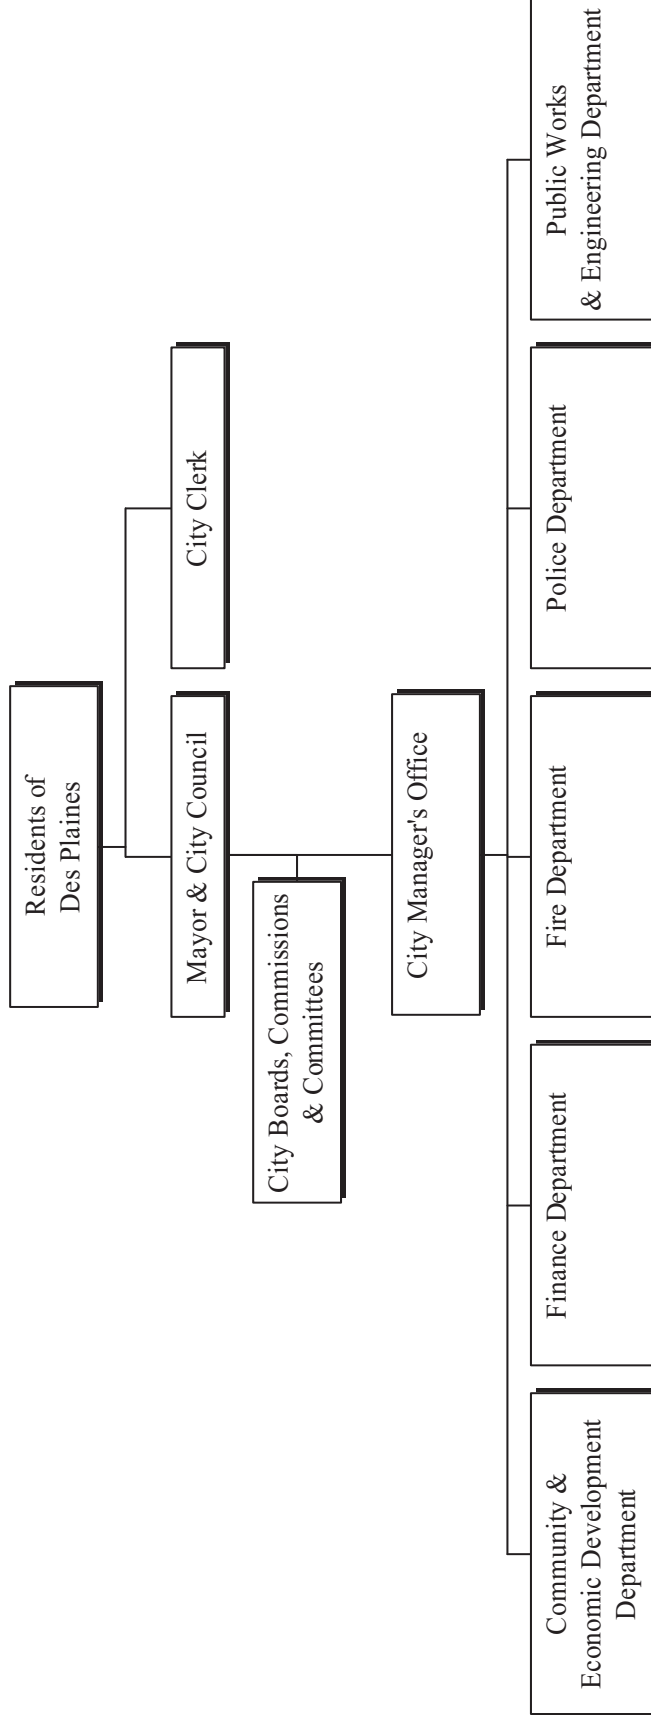 Residents of
Des Plaines
Mayor & City Council
City Clerk
City Boards, Commissions
& Committees
City Manager's Office
Community &
Economic Development
Department
Finance Department
Fire Department
Police Department
Public Works
& Engineering Department